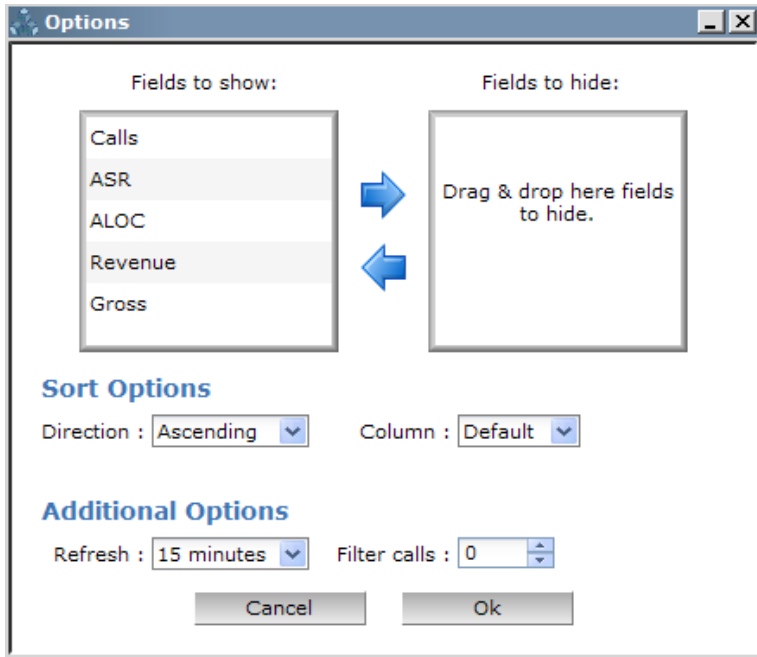 Options
Fields to show:
Fields to hide:
Calls
ASR
ALOC
Revenue
Gross
Drag & drop here fields
to hide.
Sort Options
Direction : Ascending
Column : Default
Additional Options
Refresh : 15 minutes
Filter calls : 0
Cancel
Ok